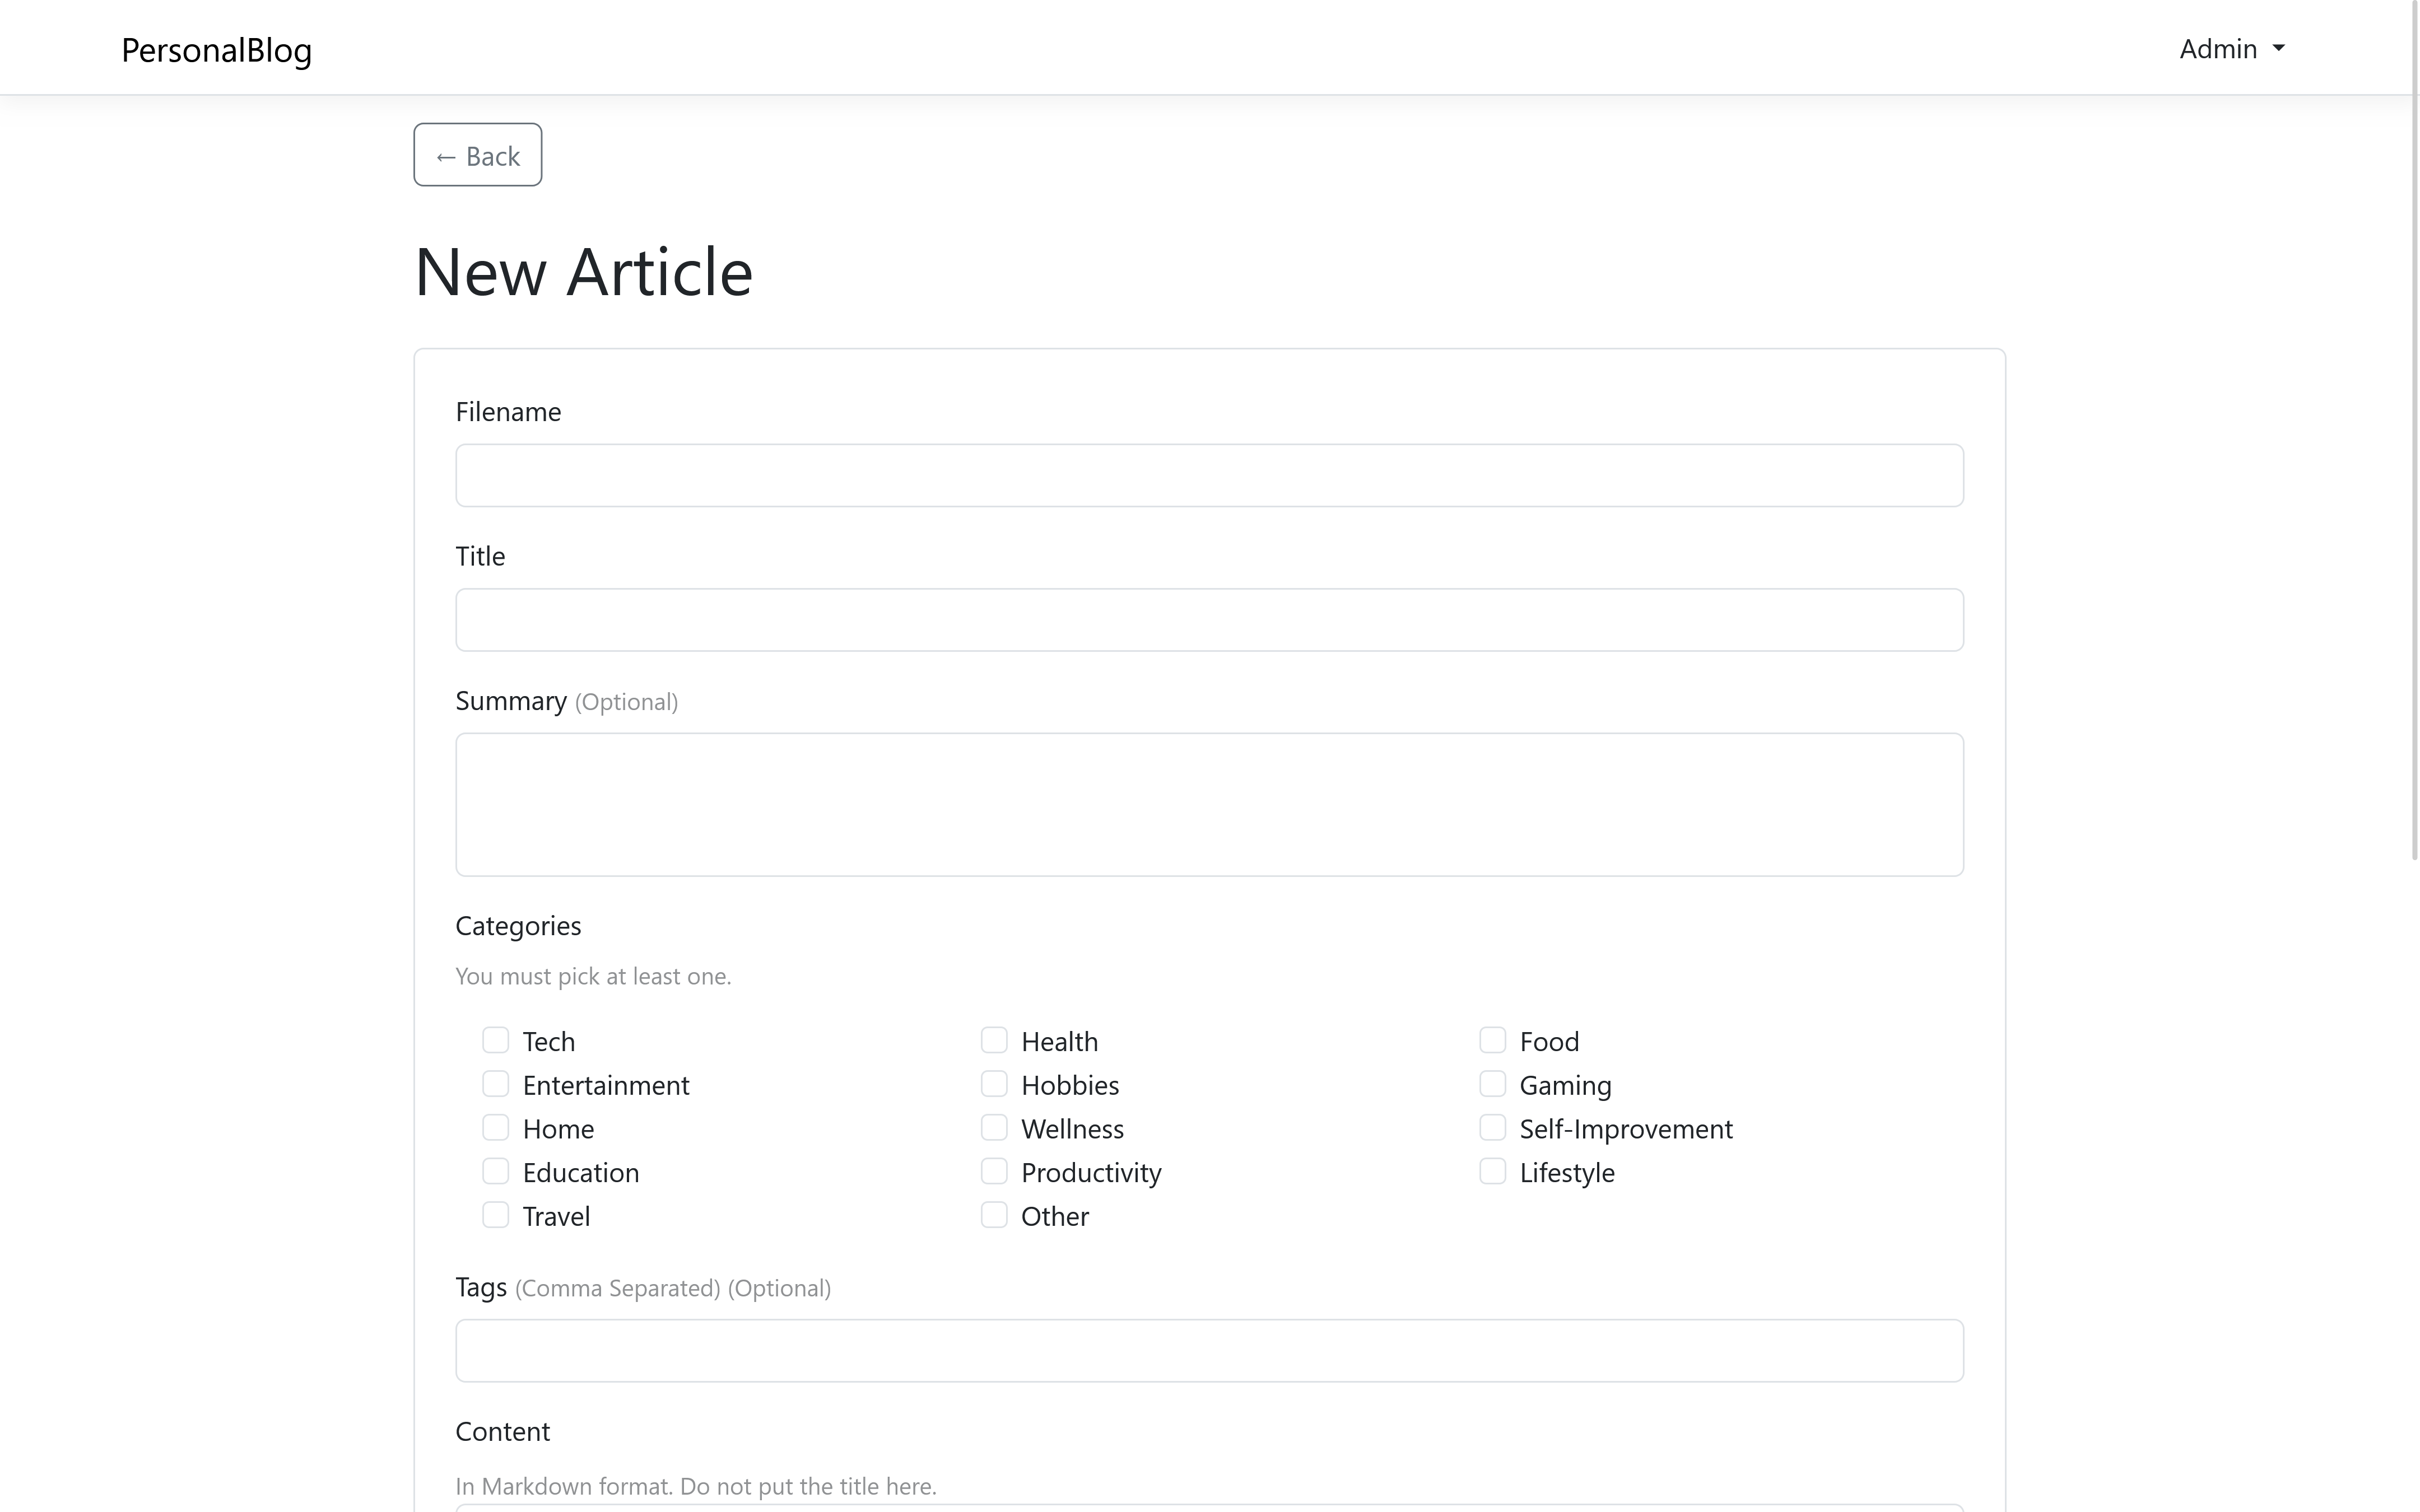 PersonalBlog
Admin
← Back
New Article
Filename
Title
Summary (Optional)
Categories
You must pick at least one.
Tech
Health
Food
Entertainment
Hobbies
Gaming
Home
Wellness
Self-Improvement
Education
Productivity
Lifestyle
Travel
Other
Tags (Comma Separated) (Optional)
Content
In Markdown format. Do not put the title here.